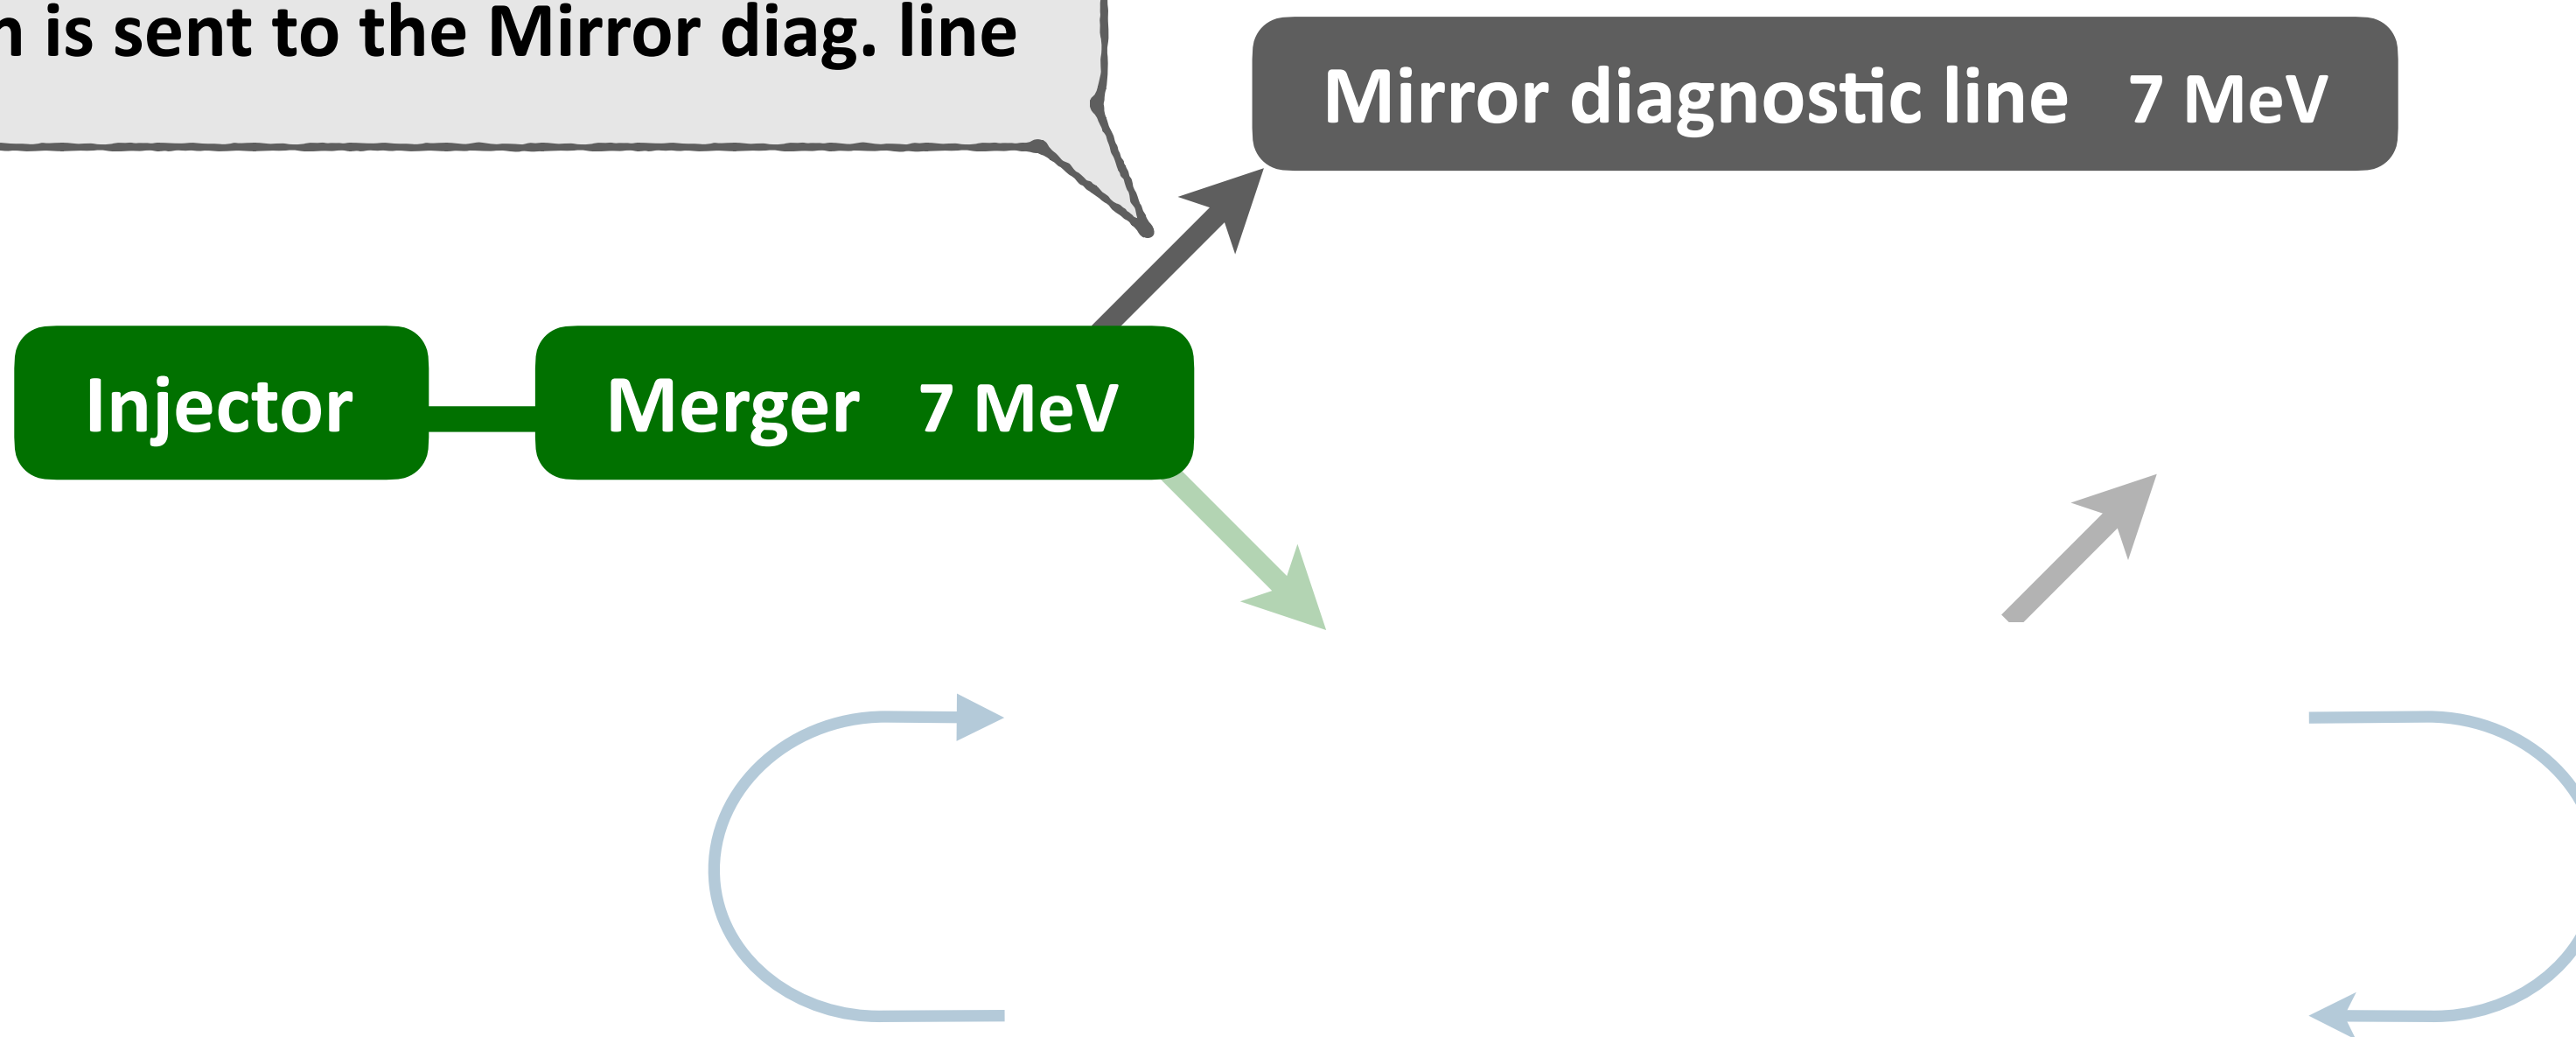 is sent to the Mirror diag. line
Mirror diagnostic line 7 MeV
Injector
Merger 7 MeV